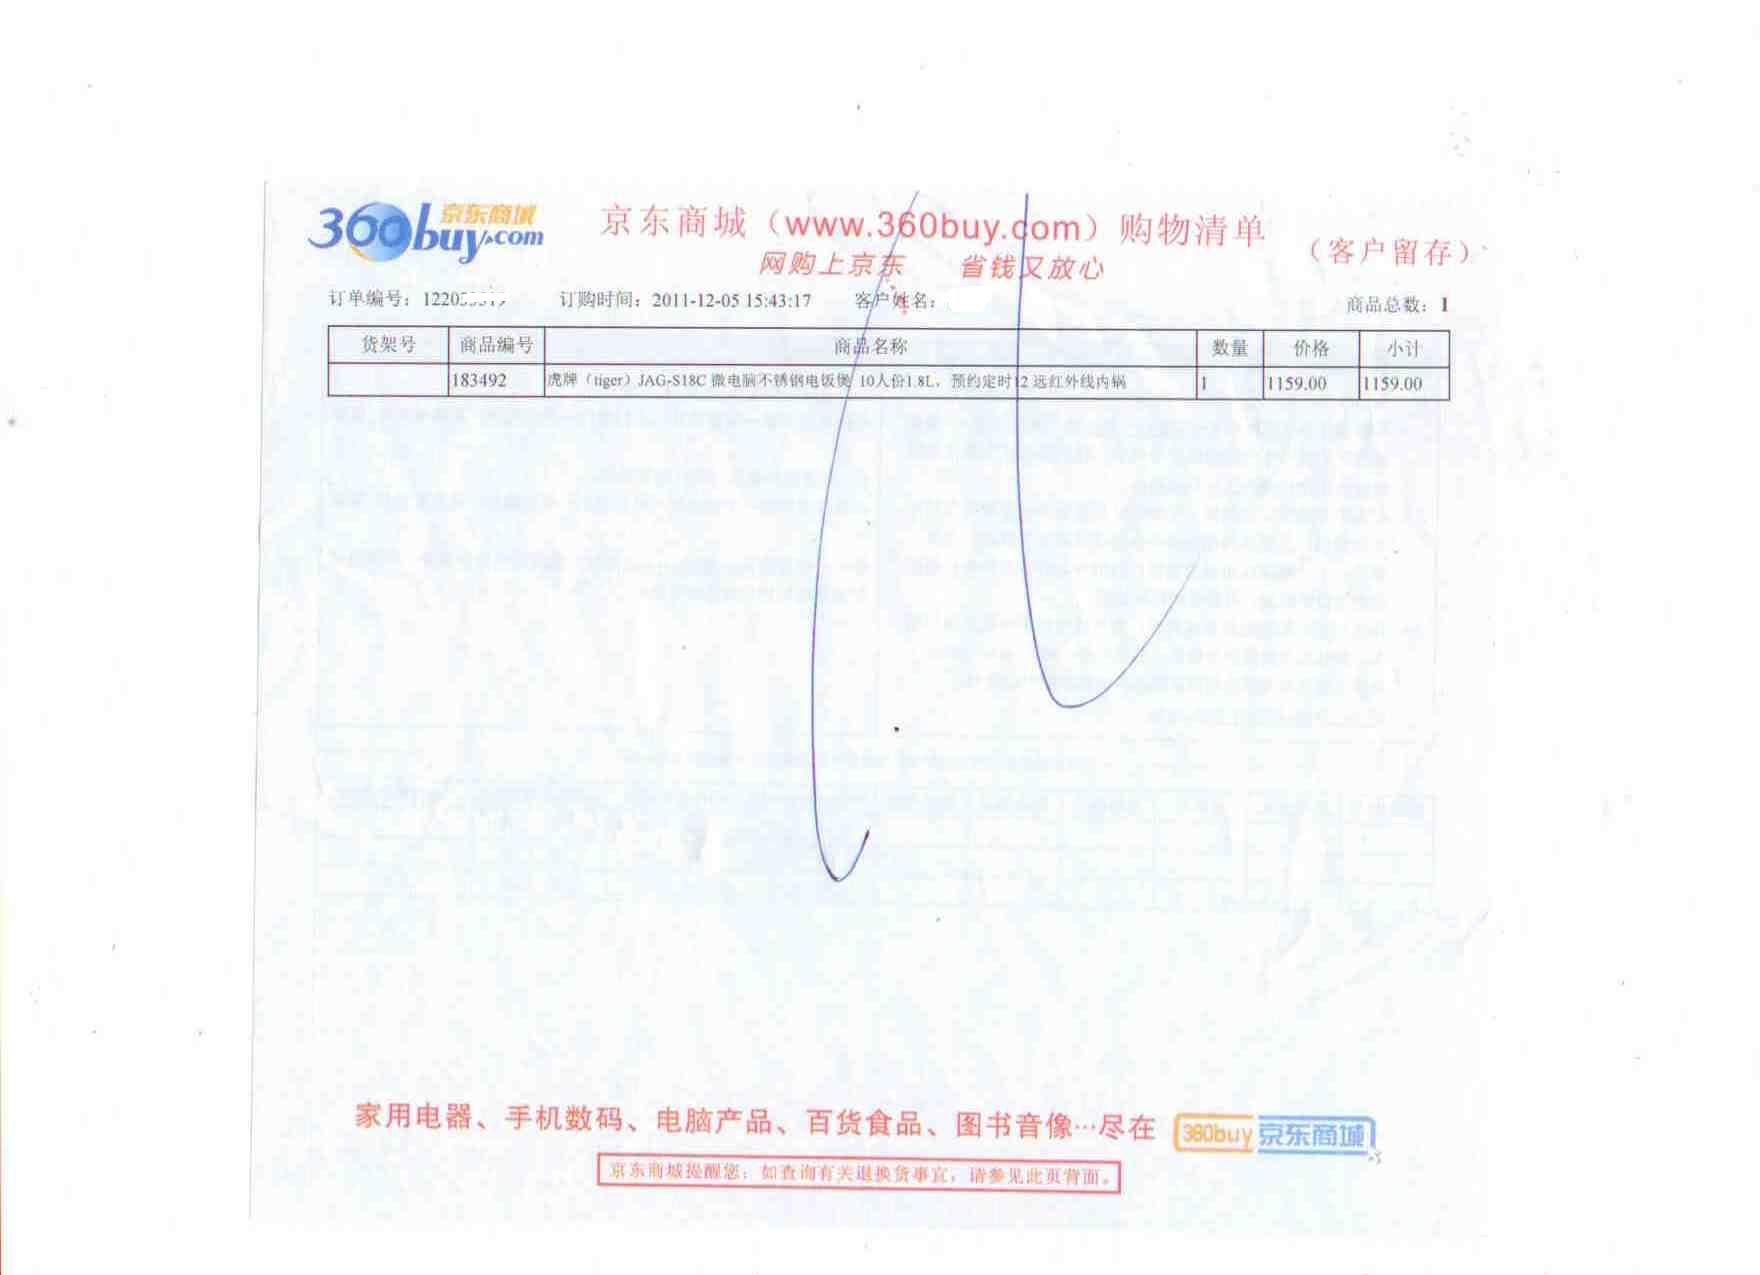 360buy.com 京东商城
京东商城（www.360buy.com）购物清单
（客户留存）
网购上京东 省钱又放心
订单编号： 订购时间：2011-12-05 15:43:17 客户姓名： 商品总数：1
货架号 商品编号 商品名称 数量 价格 小计
183492 虎牌（tiger）JAG-S18C 微电脑不锈钢电饭煲 10人份1.8L，预约定时12 远红外线内锅 1 1159.00 1159.00
家用电器、手机数码、电脑产品、百货食品、图书音像…尽在 360buy 京东商城
京东商城提醒您：如查询有关退换货事宜，请参见此页背面。